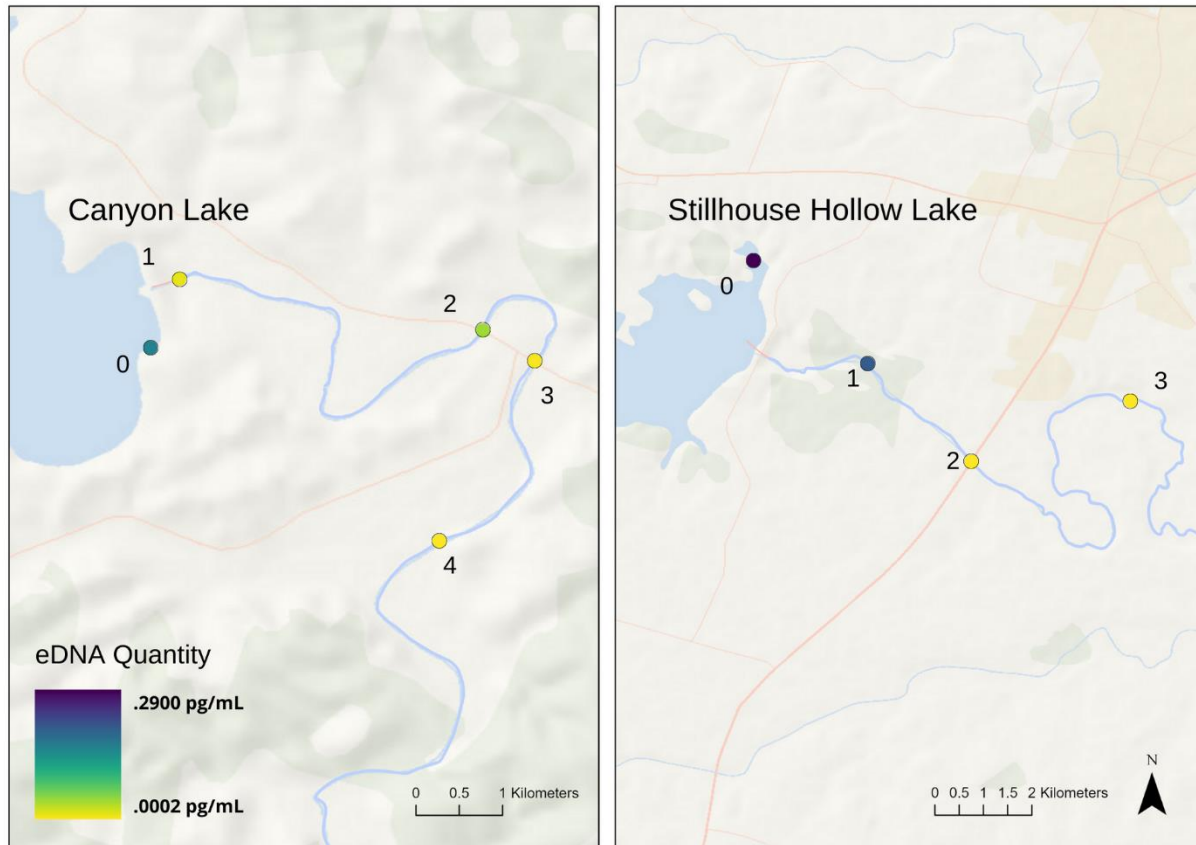 Canyon Lake
1
0
2
3
4
eDNA Quantity
.2900 pg/mL
.0002 pg/mL
0 0.5 1 Kilometers
Stillhouse Hollow Lake
0
1
2
3
N
0 0.5 1 1.5 2 Kilometers